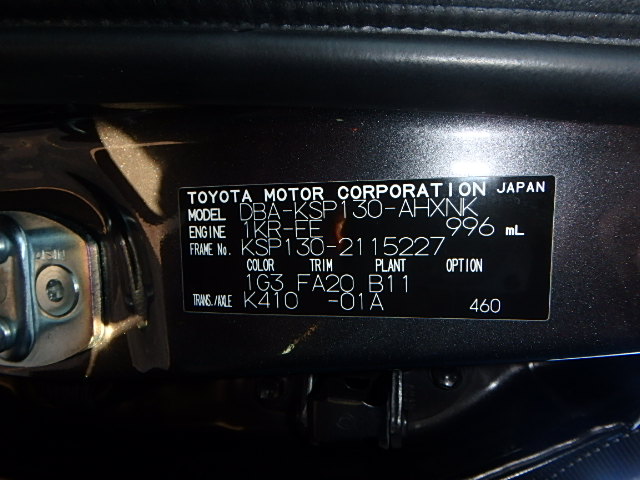 TOYOTA MOTOR CORPORATION JAPAN
MODEL DBA-KSP130-AHXNK
ENGINE 1KR-FE 996 mL
FRAME No. KSP130-2115227
COLOR TRIM PLANT OPTION
1G3 FA20 B11
TRANS./AXLE K410 -01A 460